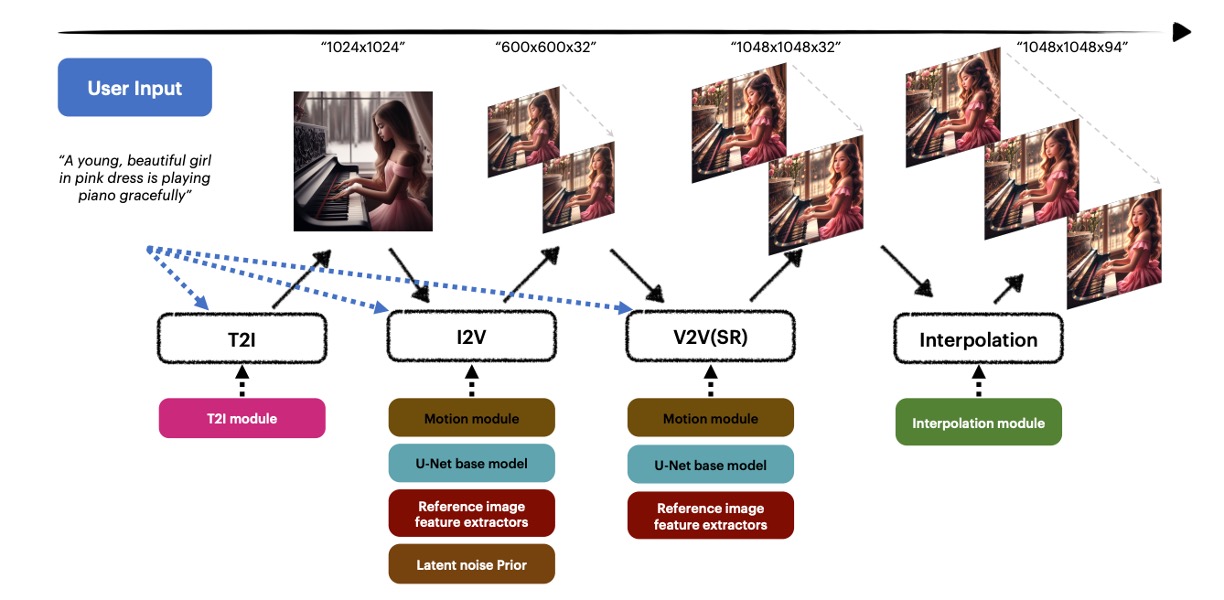 “1024x1024”
“600x600x32”
“1048x1048x32”
“1048x1048x94”
User Input
“A young, beautiful girl
in pink dress is playing
piano gracefully”
T2I
I2V
V2V(SR)
Interpolation
T2I module
Motion module
U-Net base model
Reference image
feature extractors
Latent noise Prior
Motion module
U-Net base model
Reference image
feature extractors
Interpolation module